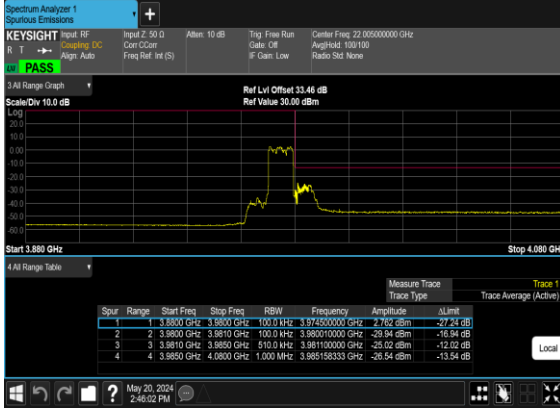 Spectrum Analyzer 1
Spurious Emissions
+
KEYSIGHT Input: RF Input Z: 50 Ω Atten: 10 dB Trig: Free Run Center Freq: 22.005000000 GHz
R T Coupling: DC Corr CCorr Gate: Off Avg|Hold: 100/100
Align: Auto Freq Ref: Int (S) IF Gain: Low Radio Std: None
PASS
3.All Range Graph
Ref Lvl Offset 33.46 dB
Scale/Div 10.0 dB Ref Value 30.00 dBm
Log
20.0
10.0
0.00
-10.0
-20.0
-30.0
-40.0
-50.0
-60.0
Start 3.880 GHz Stop 4.080 GH
4.All Range Table
Measure Trace Trace 1
Trace Type Trace Average (Active)
Spur Range Start Freq Stop Freq RBW Frequency Amplitude ΔLimit
1 1 3.8800 GHz 3.9800 GHz 100.0 kHz 3.974500000 GHz 2.762 dBm -27.24 dB
2 2 3.9800 GHz 3.9810 GHz 100.0 kHz 3.980010000 GHz -29.94 dBm -16.94 dB
3 3 3.9810 GHz 3.9850 GHz 510.0 kHz 3.981100000 GHz -25.02 dBm -12.02 dB
4 4 3.9850 GHz 4.0800 GHz 1.000 MHz 3.985158333 GHz -26.54 dBm -13.54 dB
Local
? May 20, 2024
2:46:02 PM